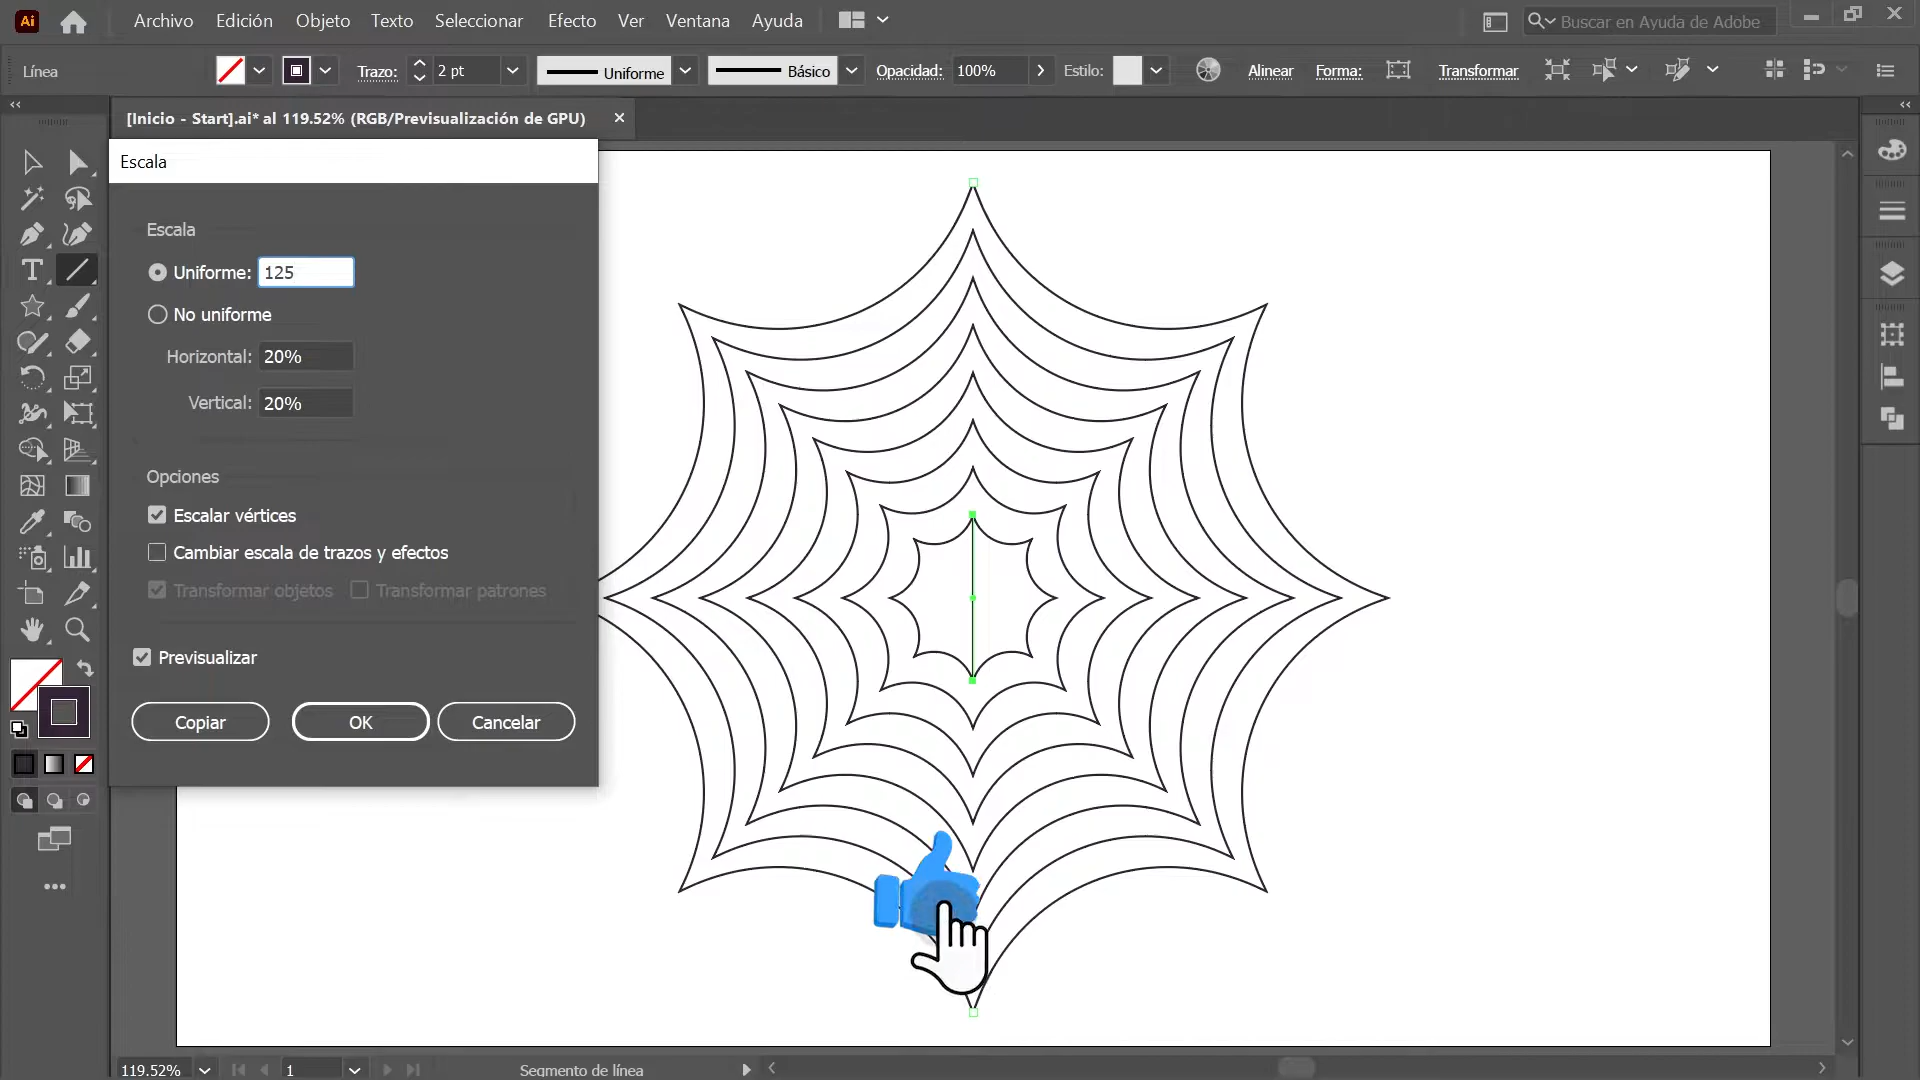 Ai
Archivo Edición Objeto Texto Seleccionar Efecto Ver Ventana Ayuda
Buscar en Ayuda de Adobe
Línea
Trazo: 2 pt
Uniforme
Básico
Opacidad: 100%
Estilo:
Alinear
Forma:
Transformar
[Inicio - Start].ai* al 119.52% (RGB/Previsualización de GPU)
Escala
Escala
Uniforme: 125
No uniforme
Horizontal: 20%
Vertical: 20%
Opciones
Escalar vértices
Cambiar escala de trazos y efectos
Transformar objetos Transformar patrones
Previsualizar
Copiar OK Cancelar
119.52% 1 Segmento de línea